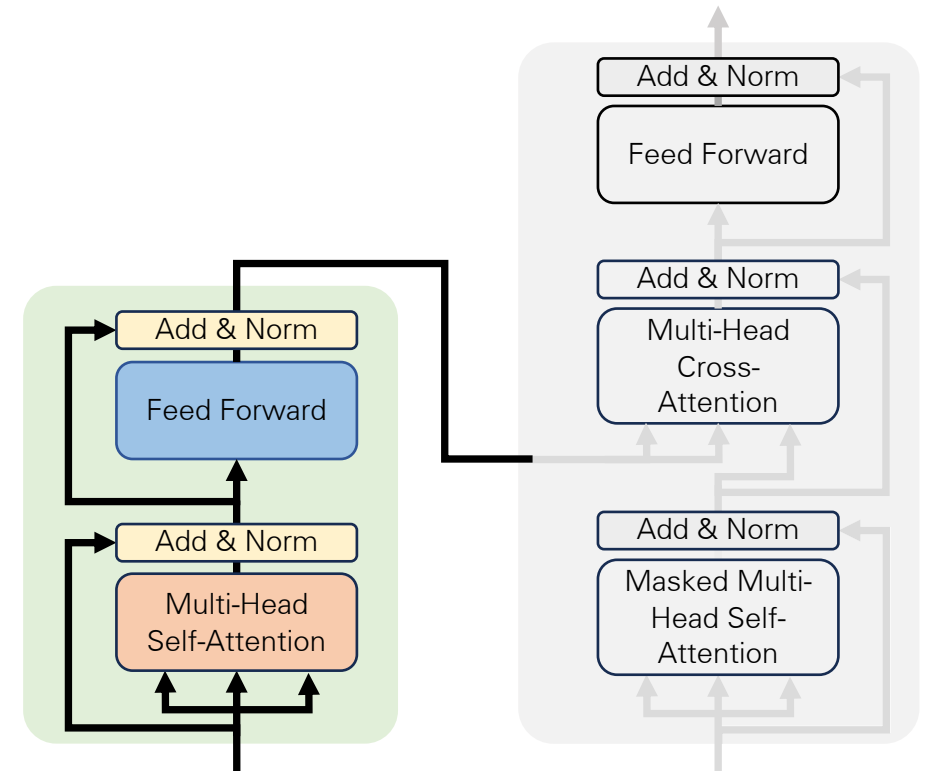 Add & Norm
Feed Forward
Add & Norm
Multi-Head
Self-Attention
Add & Norm
Feed Forward
Add & Norm
Multi-Head
Cross-
Attention
Add & Norm
Masked Multi-
Head Self-
Attention